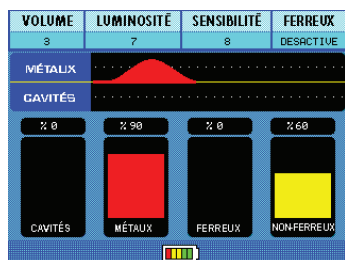 VOLUME LUMINOSITÉ SENSIBILITÉ FERREUX
3 7 8 DESACTIVE
MÉTAUX
CAVITÉS
% 0 % 90 % 0 %60
CAVITÉS MÉTAUX FERREUX NON-FERREUX